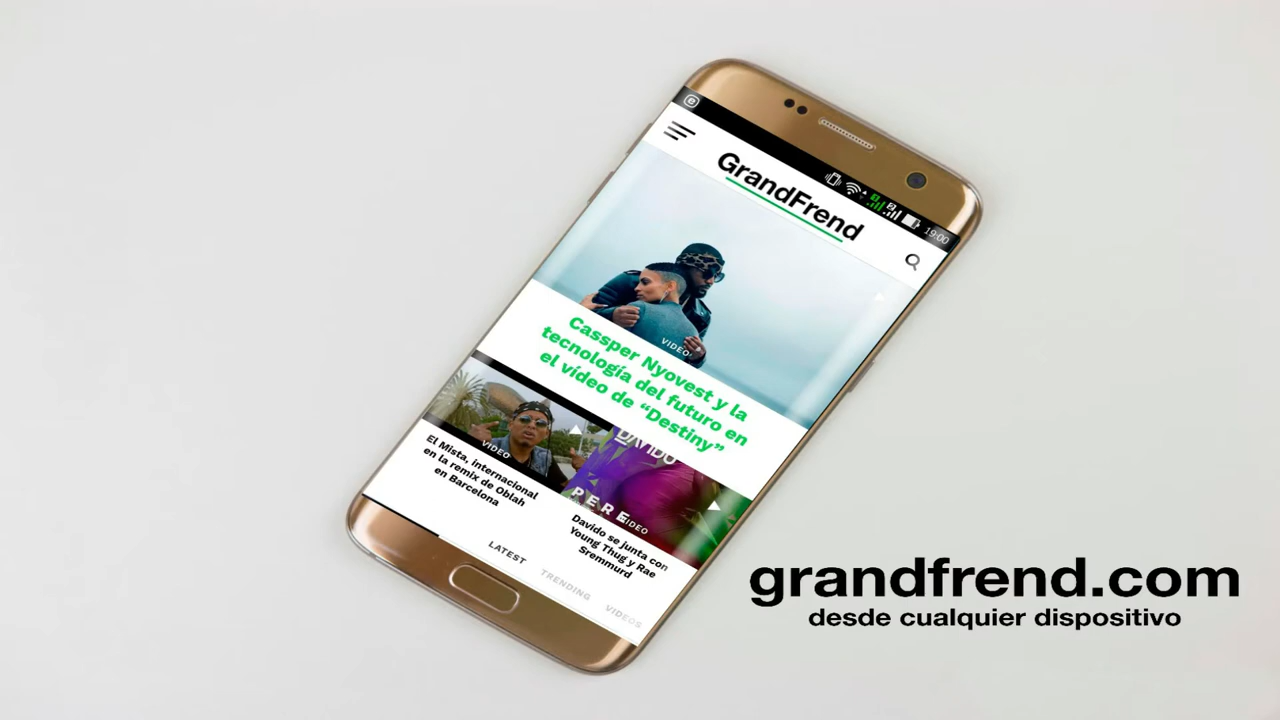 19:00
GrandFrend
VIDEO
Cassper Nyovest y la
tecnología del futuro en
el vídeo de “Destiny”
VIDEO
El Mista, internacional
en la remix de Oblah
en Barcelona
DAVIDO
PERE
VIDEO
Davido se junta con
Young Thug y Rae
Sremmurd
LATEST
TRENDING
VIDEOS
grandfrend.com
desde cualquier dispositivo